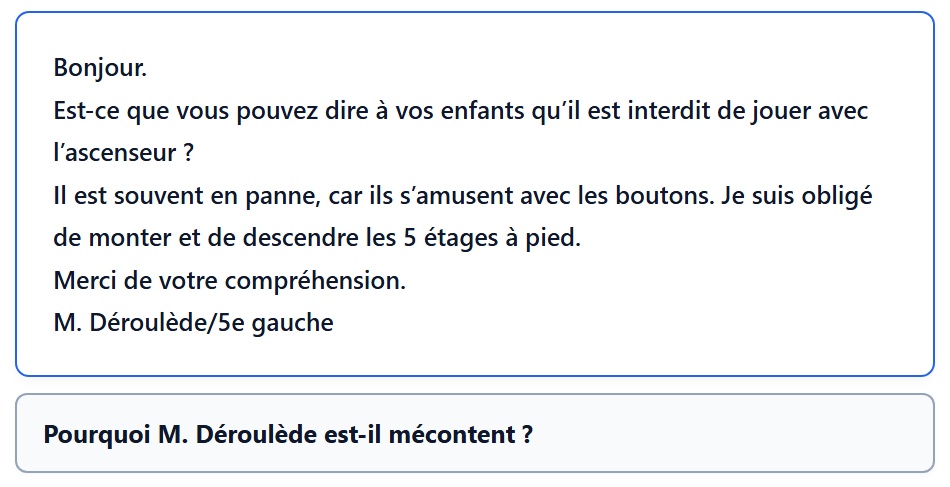 Bonjour.
Est-ce que vous pouvez dire à vos enfants qu’il est interdit de jouer avec
l’ascenseur ?
Il est souvent en panne, car ils s’amusent avec les boutons. Je suis obligé
de monter et de descendre les 5 étages à pied.
Merci de votre compréhension.
M. Déroulède/5e gauche
Pourquoi M. Déroulède est-il mécontent ?